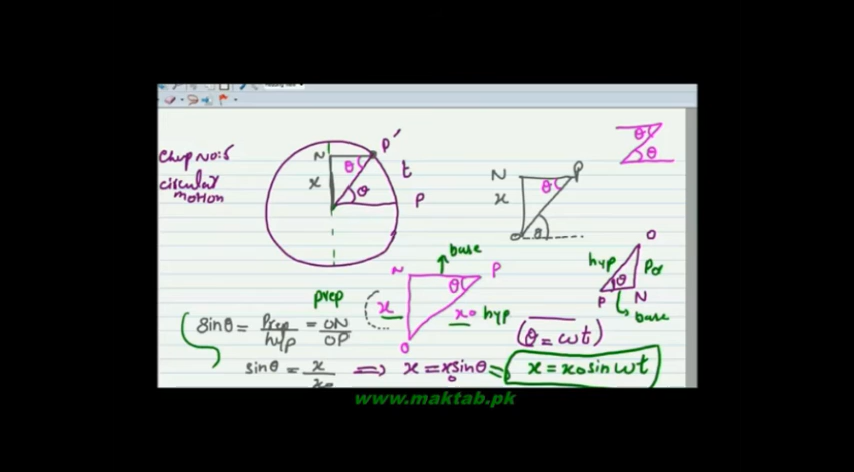 Chap No:5
circular
motion
N P'
θ t
x θ
P
N P
θ
x
O θ
θ
θ
O
hyp
θ
P N
base
base
N P
θ
prep
x x₀ hyp
O
(θ = ωt)
sinθ = Prep/hyp = ON/OP
sinθ = x/x₀ ⇒ x = x₀sinθ = x = x₀ sin ωt
www.maktab.pk